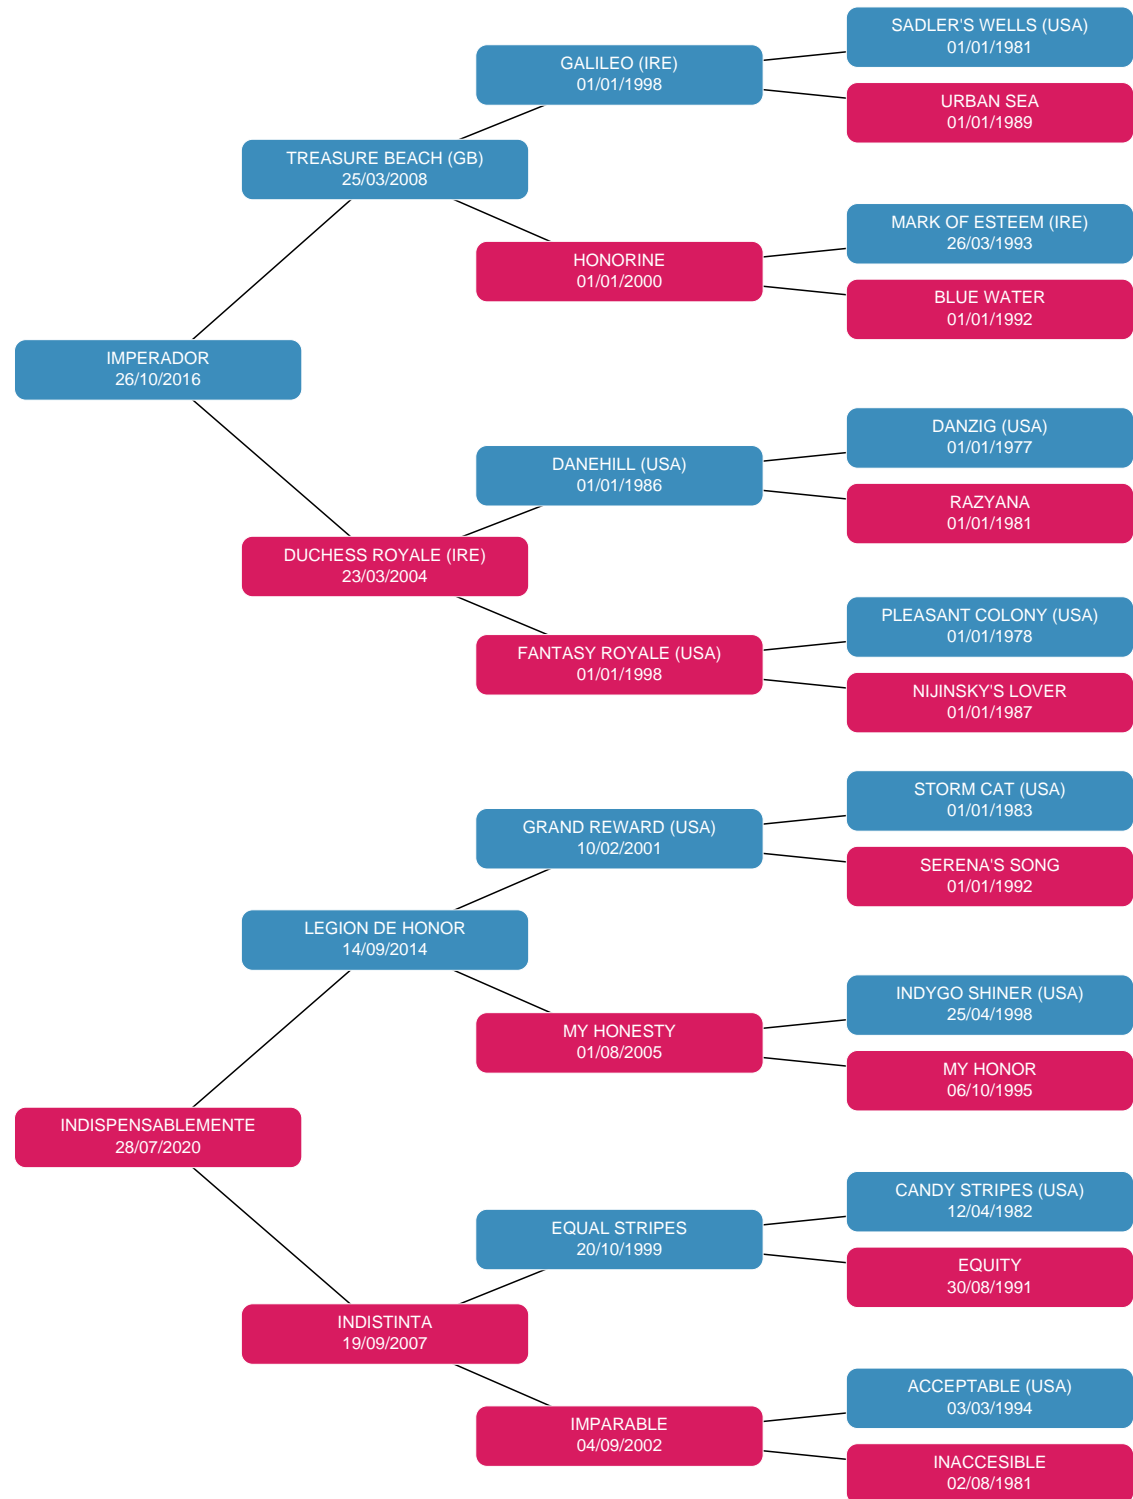 SADLER'S WELLS (USA)
01/01/1981
GALILEO (IRE)
01/01/1998
URBAN SEA
01/01/1989
TREASURE BEACH (GB)
25/03/2008
MARK OF ESTEEM (IRE)
26/03/1993
HONORINE
01/01/2000
BLUE WATER
01/01/1992
IMPERADOR
26/10/2016
DANZIG (USA)
01/01/1977
DANEHILL (USA)
01/01/1986
RAZYANA
01/01/1981
DUCHESS ROYALE (IRE)
23/03/2004
PLEASANT COLONY (USA)
01/01/1978
FANTASY ROYALE (USA)
01/01/1998
NIJINSKY'S LOVER
01/01/1987
STORM CAT (USA)
01/01/1983
GRAND REWARD (USA)
10/02/2001
SERENA'S SONG
01/01/1992
LEGION DE HONOR
14/09/2014
INDYGO SHINER (USA)
25/04/1998
MY HONESTY
01/08/2005
MY HONOR
06/10/1995
INDISPENSABLEMENTE
28/07/2020
CANDY STRIPES (USA)
12/04/1982
EQUAL STRIPES
20/10/1999
EQUITY
30/08/1991
INDISTINTA
19/09/2007
ACCEPTABLE (USA)
03/03/1994
IMPARABLE
04/09/2002
INACCESIBLE
02/08/1981